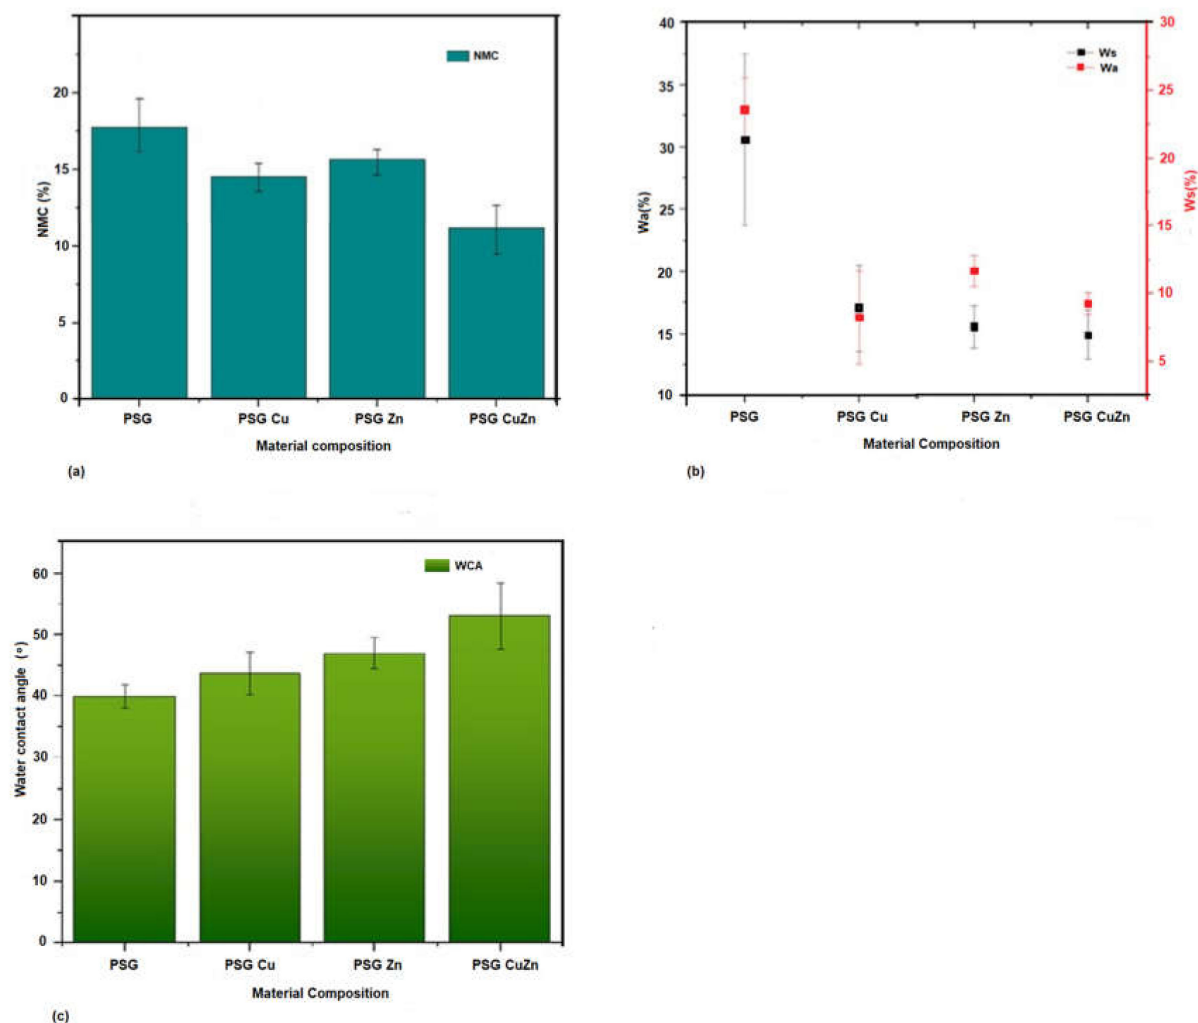 NMC
20
15
10
5
0
NMC (%)
PSG
PSG Cu
PSG Zn
PSG CuZn
Material composition
(a)
Ws
Wa
40
35
30
25
20
15
10
Wa(%)
30
25
20
15
10
5
Ws(%)
PSG
PSG Cu
PSG Zn
PSG CuZn
Material Composition
(b)
WCA
60
50
40
30
20
10
0
Water contact angle (o)
PSG
PSG Cu
PSG Zn
PSG CuZn
Material Composition
(c)